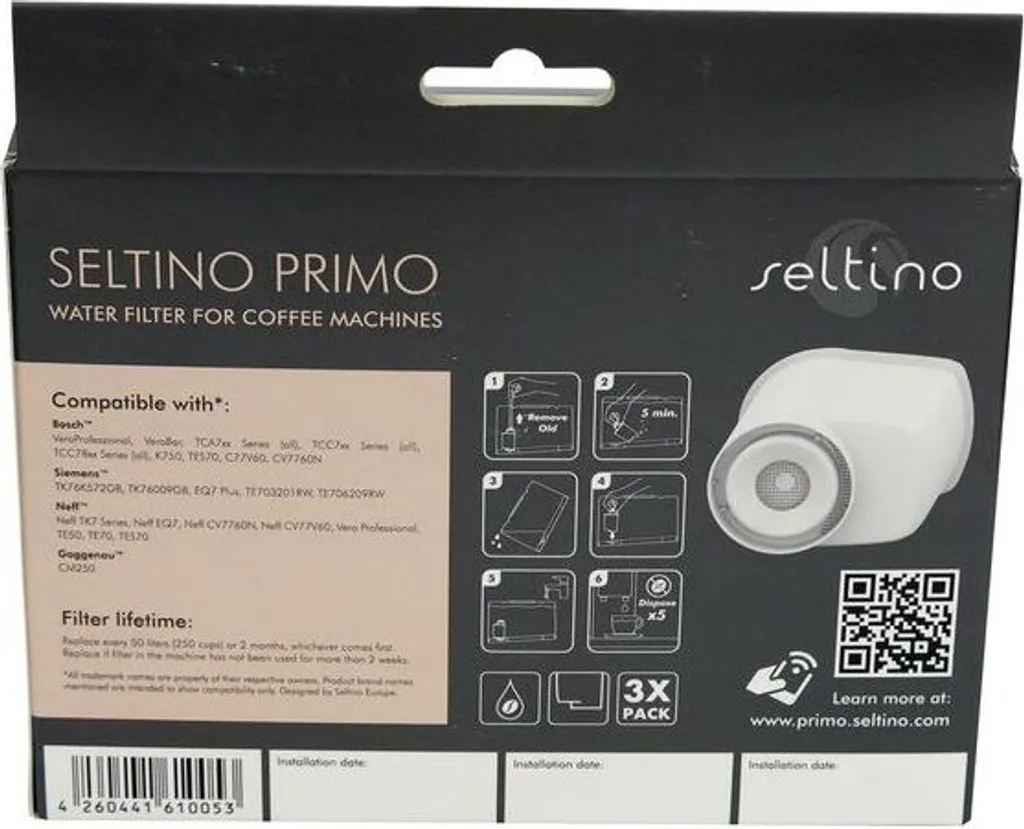 SELTINO PRIMO
WATER FILTER FOR COFFEE MACHINES
seltino
Compatible with*:
Bosch™
VeroProfessional, VeroBar, TCA7xx Series (all), TCC7xx Series (all),
TCC78xx Series (all), K750, TE570, C77V60, CV7760N
Siemens™
TK76K572GB, TK76009GB, EQ7 Plus, TE703201RW, TE706209RW
Neff™
Neff TK7 Series, Neff EQ7, Neff CV7760N, Neff CV77V60, Vero Professional,
TE50, TE70, TE570
Gaggenau™
CM250
Filter lifetime:
Replace every 50 liters (250 cups) or 2 months, whichever comes first.
Replace if filter in the machine has not been used for more than 2 weeks.
*All trademark names are property of their respective owners. Product brand names
mentioned are intended to show compatibility only. Designed by Seltino Europe.
1
Remove
Old
2
5 min.
3
4
5
6
Dispose
x5
3X
PACK
Learn more at:
www.primo.seltino.com
4 260441 610053
Installation date:
Installation date:
Installation date: